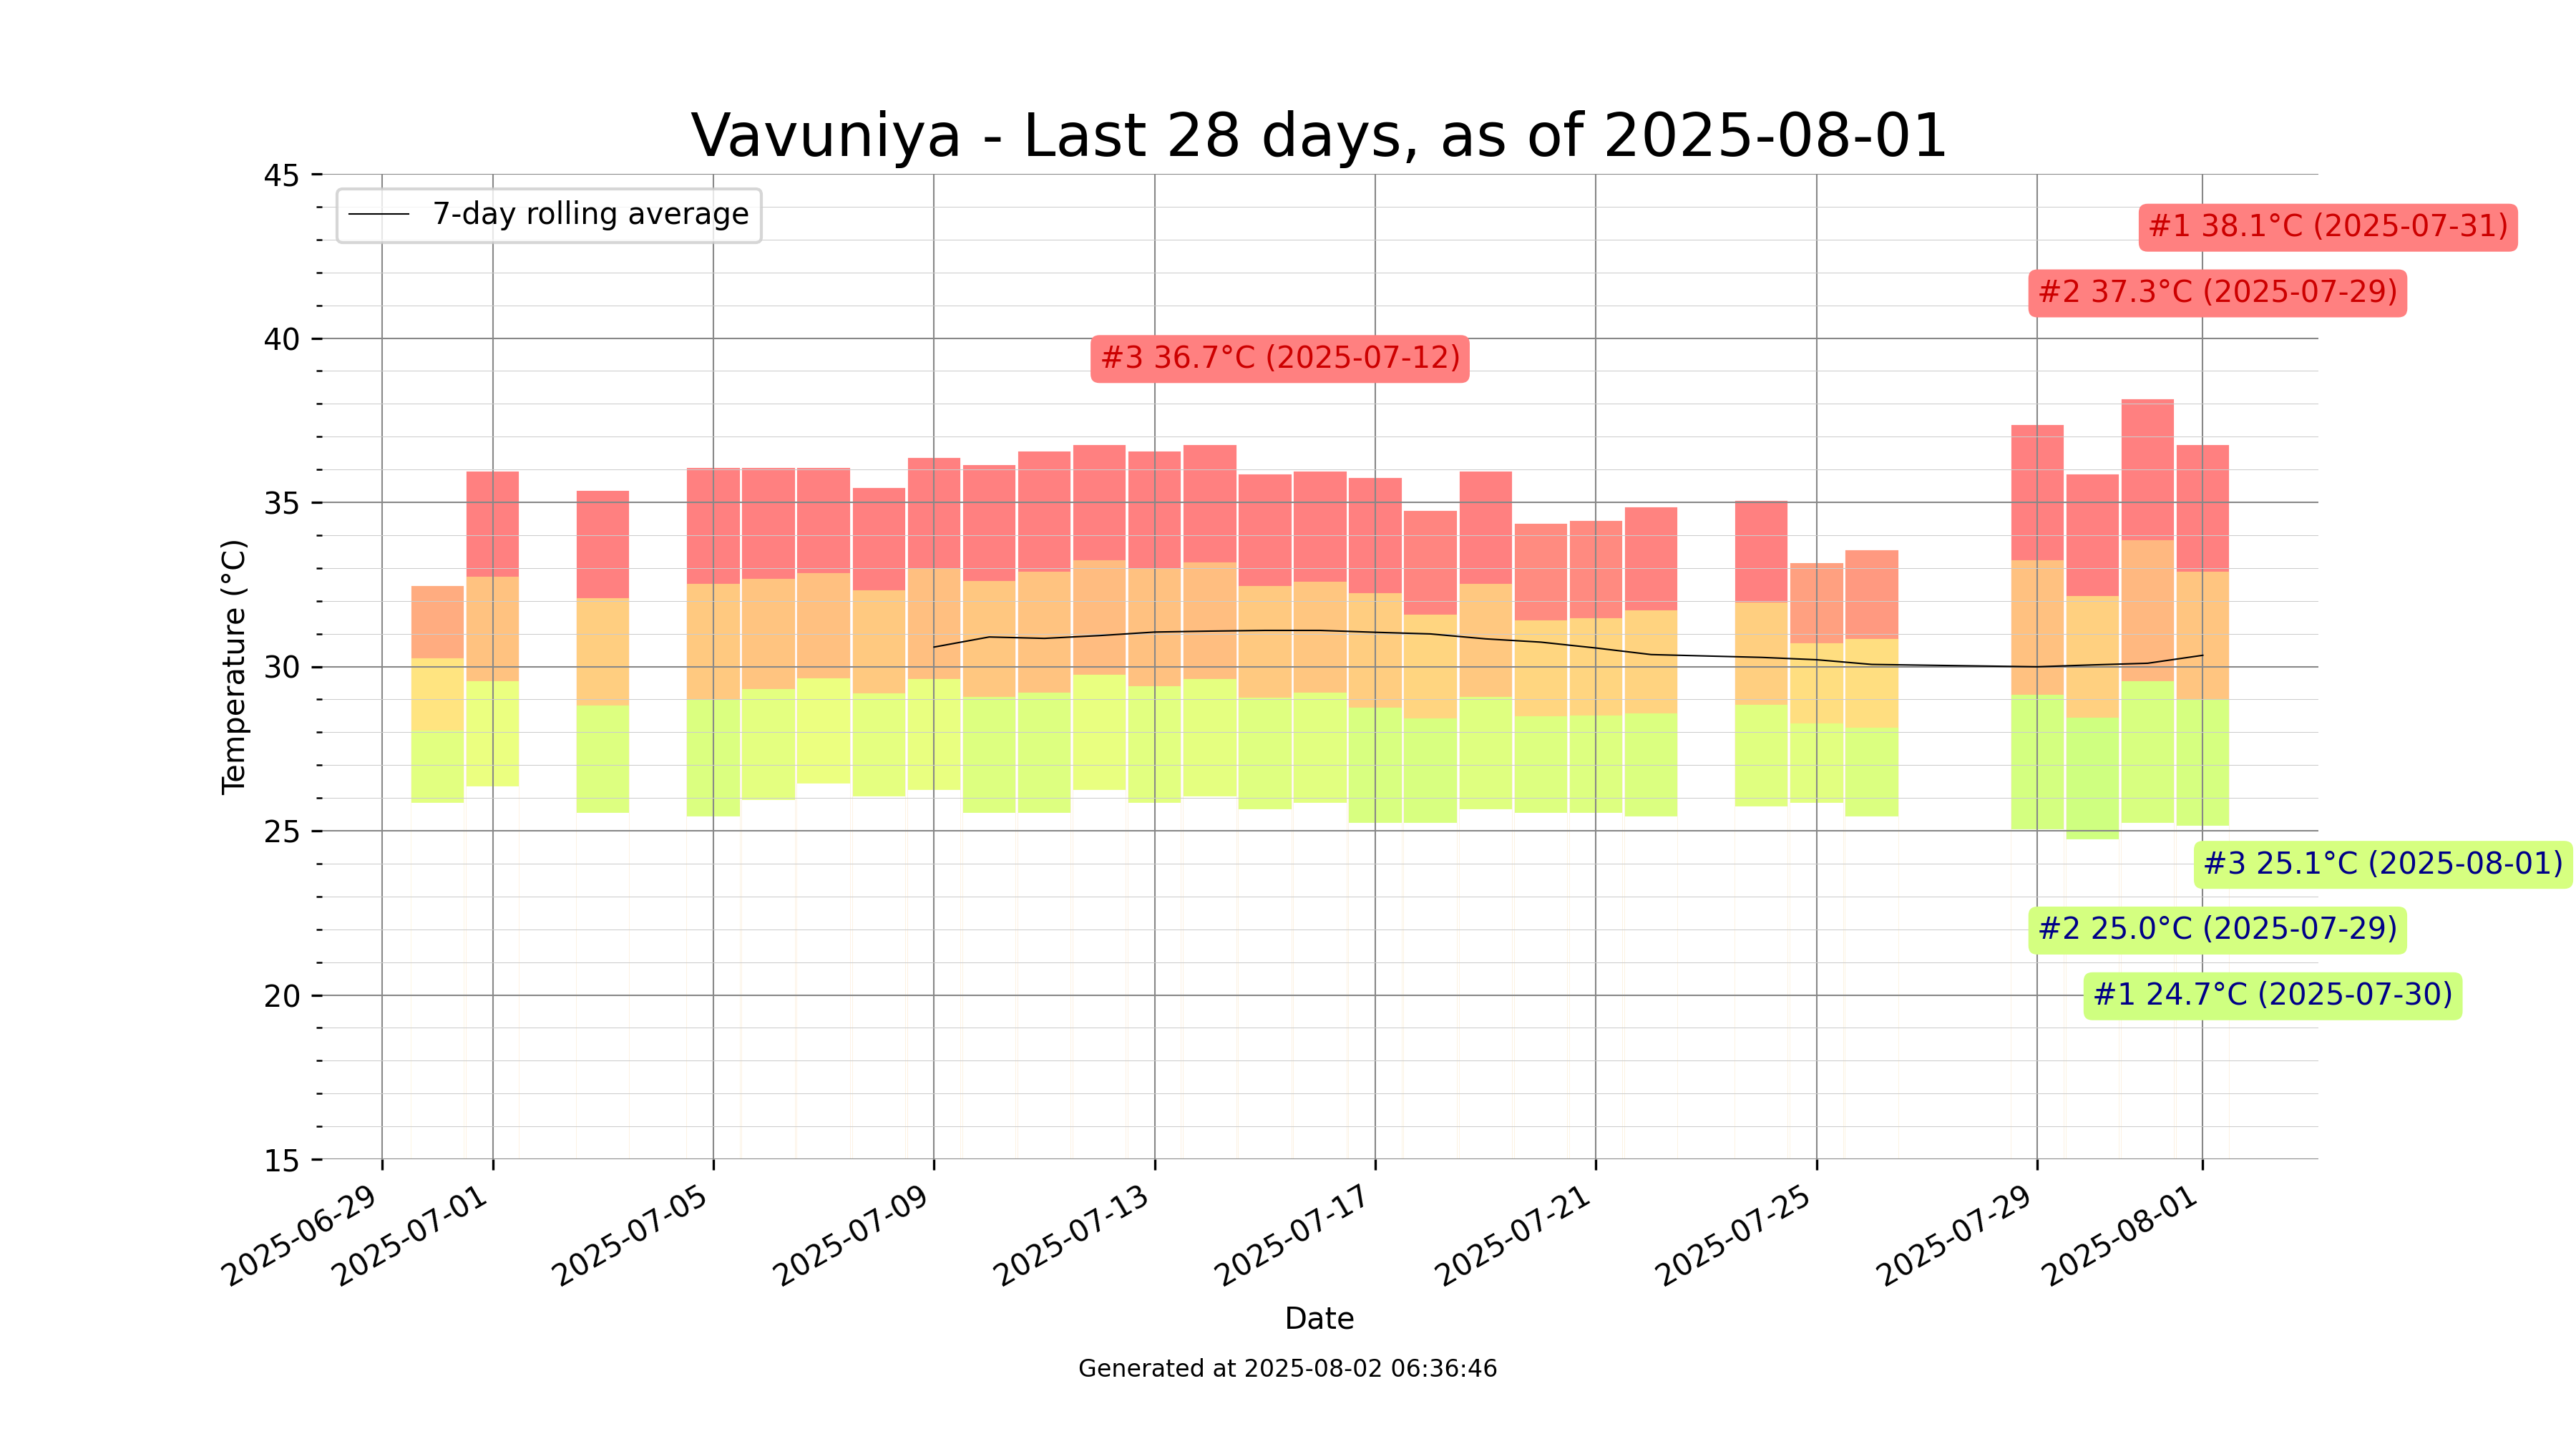 Vavuniya - Last 28 days, as of 2025-08-01
45
7-day rolling average
#1 38.1°C (2025-07-31)
#2 37.3°C (2025-07-29)
40
#3 36.7°C (2025-07-12)
35
Temperature (°C)
30
25
#3 25.1°C (2025-08-01)
#2 25.0°C (2025-07-29)
20
#1 24.7°C (2025-07-30)
15
2025-06-29
2025-07-01
2025-07-05
2025-07-09
2025-07-13
2025-07-17
2025-07-21
2025-07-25
2025-07-29
2025-08-01
Date
Generated at 2025-08-02 06:36:46